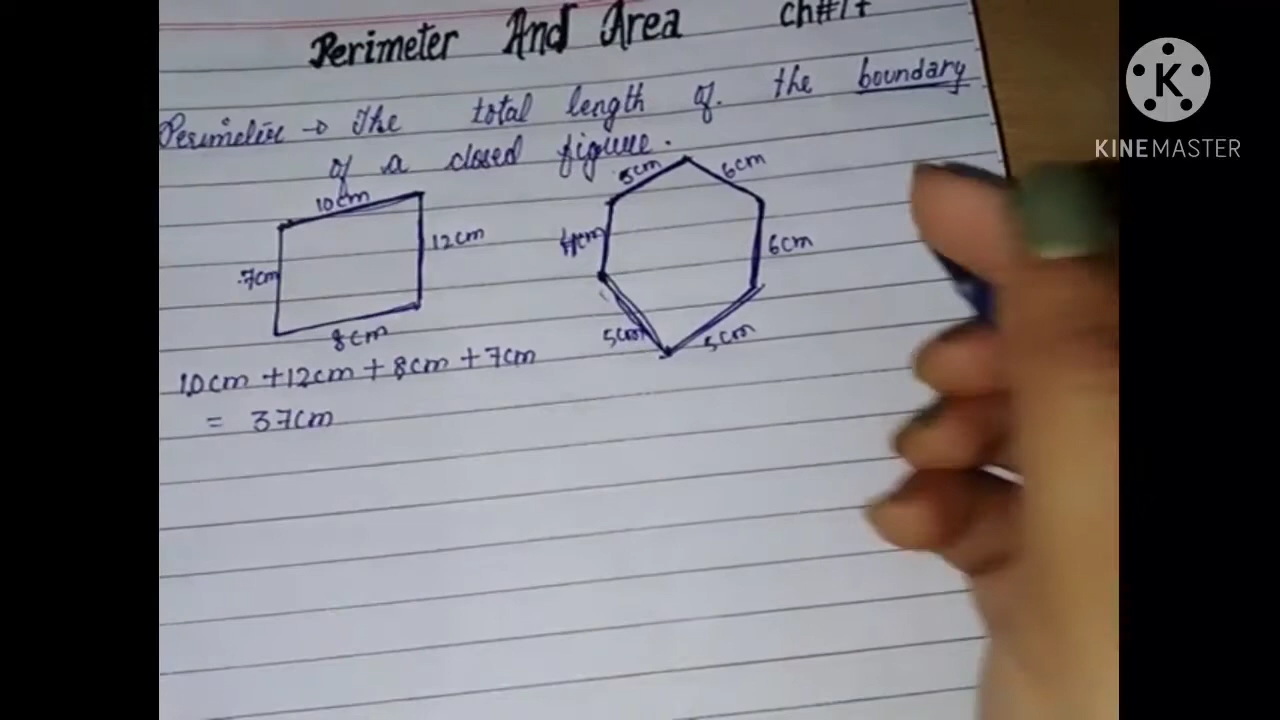 Perimeter And Area ch#17
Perimeter → The total length of the boundary
of a closed figure.
10cm
12cm
7cm
8cm
5cm
6cm
6cm
5cm
5cm
10cm +12cm + 8cm +7cm
= 37cm
K
KINEMASTER